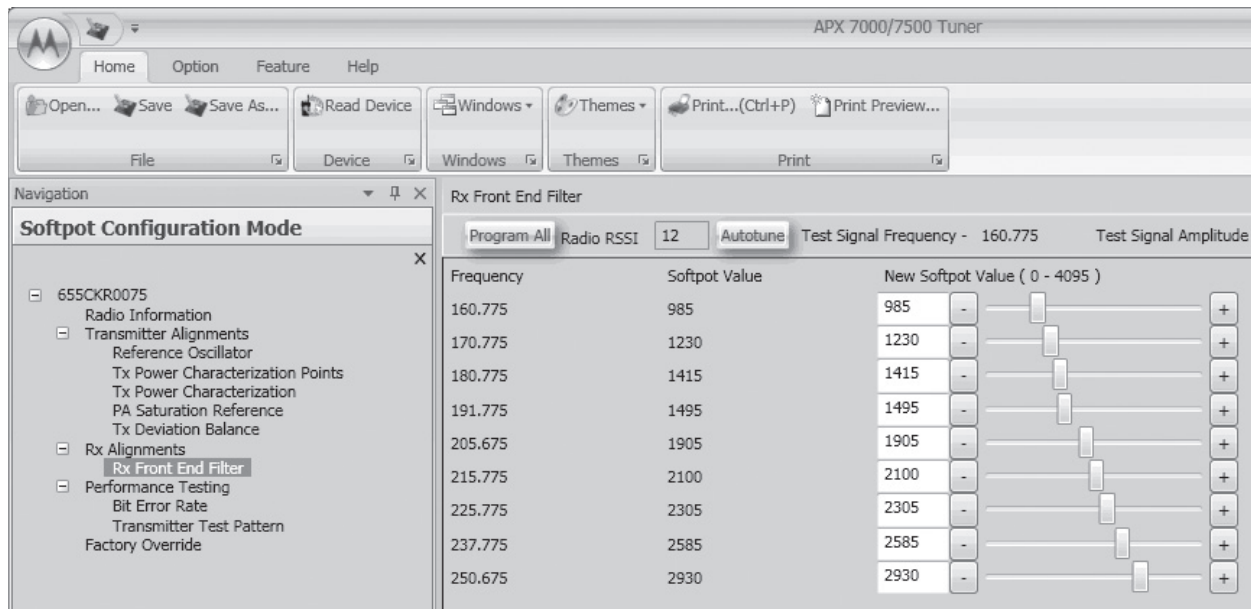 APX 7000/7500 Tuner
Home Option Feature Help
Open... Save Save As... Read Device Windows Themes Print...(Ctrl+P) Print Preview...
File Device Windows Themes Print
Navigation
Softpot Configuration Mode
655CKR0075
Radio Information
Transmitter Alignments
Reference Oscillator
Tx Power Characterization Points
Tx Power Characterization
PA Saturation Reference
Tx Deviation Balance
Rx Alignments
Rx Front End Filter
Performance Testing
Bit Error Rate
Transmitter Test Pattern
Factory Override
Rx Front End Filter
Program All Radio RSSI 12 Autotune Test Signal Frequency - 160.775 Test Signal Amplitude
Frequency Softpot Value New Softpot Value ( 0 - 4095 )
160.775 985 985 - +
170.775 1230 1230 - +
180.775 1415 1415 - +
191.775 1495 1495 - +
205.675 1905 1905 - +
215.775 2100 2100 - +
225.775 2305 2305 - +
237.775 2585 2585 - +
250.675 2930 2930 - +